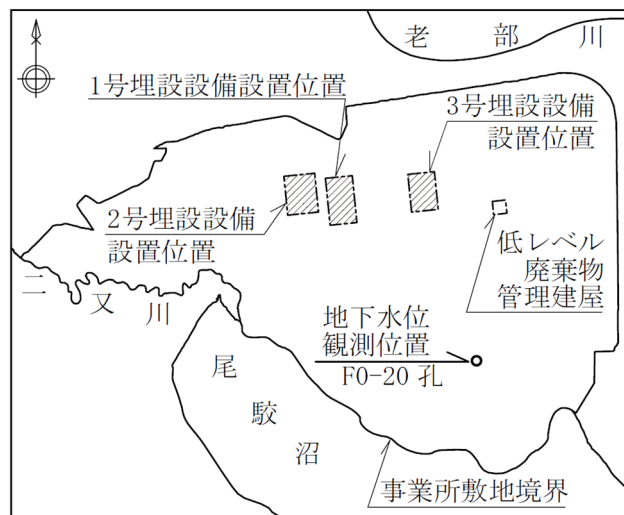 老部川
1号埋設設備設置位置
3号埋設設備
設置位置
2号埋設設備
設置位置
低レベル
廃棄物
管理建屋
二又川
地下水位
観測位置
F0-20 孔
尾駮沼
事業所敷地境界